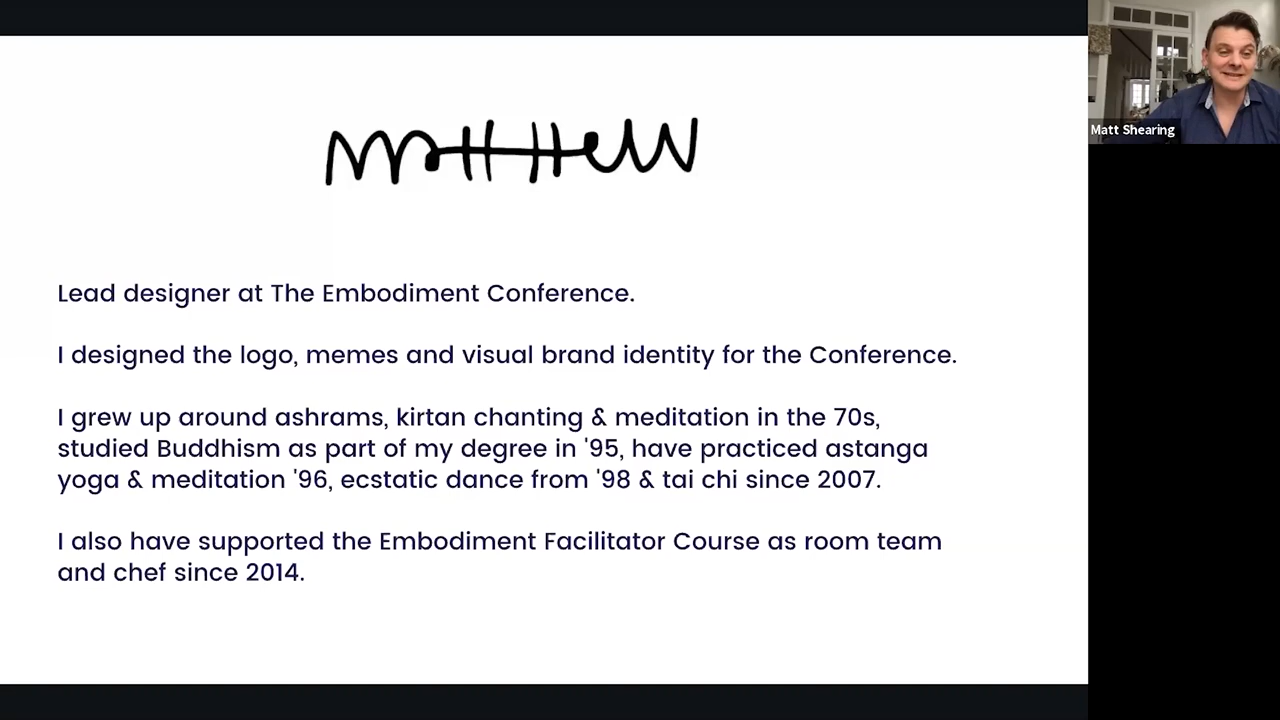 Matthew
Lead designer at The Embodiment Conference.
I designed the logo, memes and visual brand identity for the Conference.
I grew up around ashrams, kirtan chanting & meditation in the 70s,
studied Buddhism as part of my degree in '95, have practiced astanga
yoga & meditation '96, ecstatic dance from '98 & tai chi since 2007.
I also have supported the Embodiment Facilitator Course as room team
and chef since 2014.
Matt Shearing